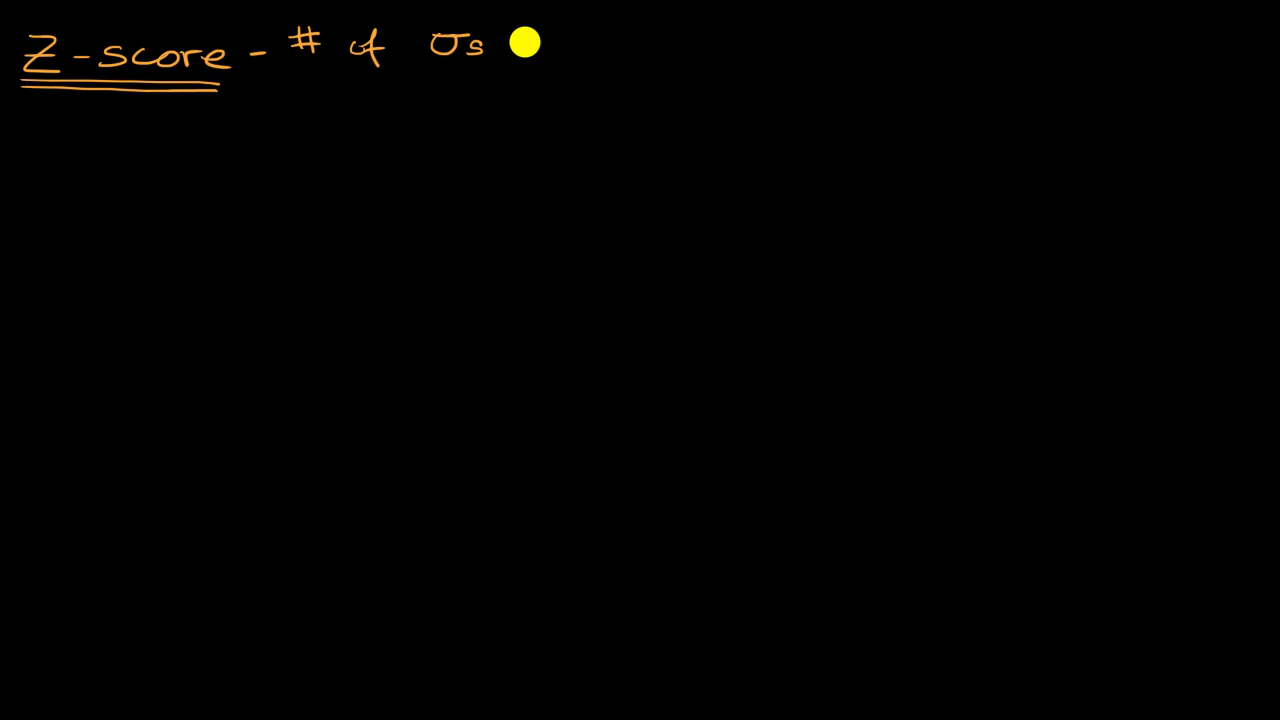 Z-score - # of σs